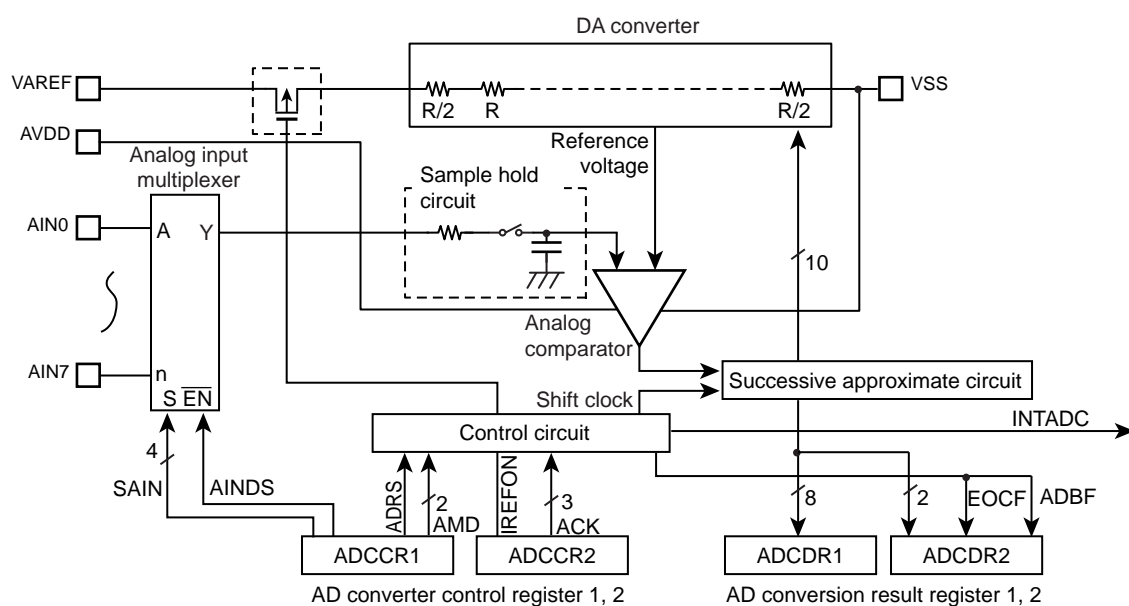 DA converter
VAREF
VSS
R/2
R
R/2
AVDD
Reference
voltage
Analog input
multiplexer
Sample hold
circuit
AIN0
A
Y
10
Analog
comparator
AIN7
n
S
EN
Successive approximate circuit
Shift clock
Control circuit
INTADC
4
SAIN
AINDS
ADRS
2
AMD
IREFON
3
ACK
8
2
EOCF
ADBF
ADCCR1
ADCCR2
ADCDR1
ADCDR2
AD converter control register 1, 2
AD conversion result register 1, 2